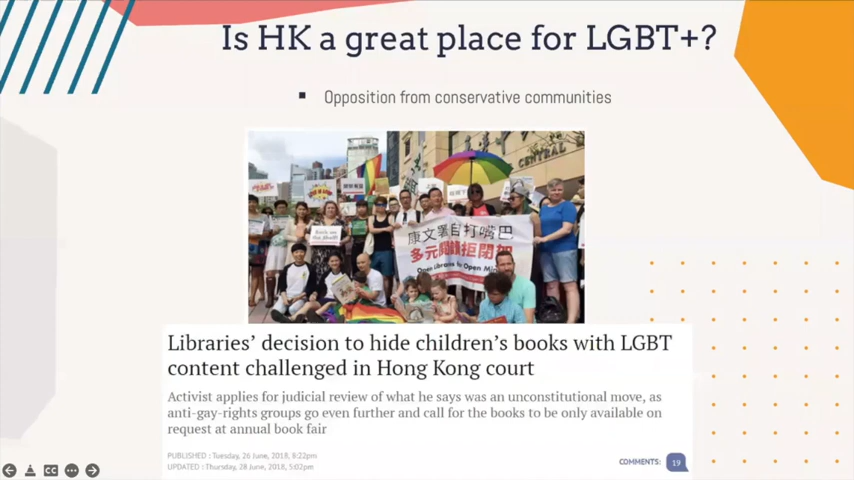 Is HK a great place for LGBT+?
Opposition from conservative communities
CENTRAL
康文署自打嘴巴
多元閱讀拒閉架
Open Libraries for Open Minds
Libraries’ decision to hide children’s books with LGBT
content challenged in Hong Kong court
Activist applies for judicial review of what he says was an unconstitutional move, as
anti-gay-rights groups go even further and call for the books to be only available on
request at annual book fair
PUBLISHED : Tuesday, 26 June, 2018, 8:22pm
UPDATED : Thursday, 28 June, 2018, 5:02pm
COMMENTS: 19
CC